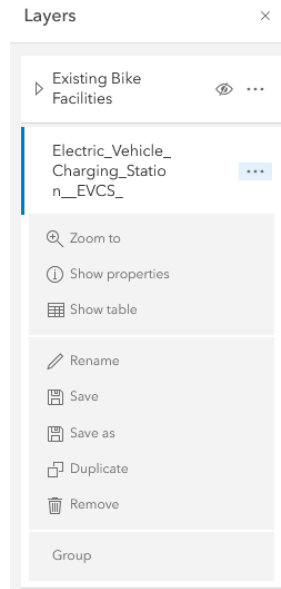 Layers
Existing Bike
Facilities
Electric_Vehicle_
Charging_Statio
n__EVCS_
Zoom to
Show properties
Show table
Rename
Save
Save as
Duplicate
Remove
Group